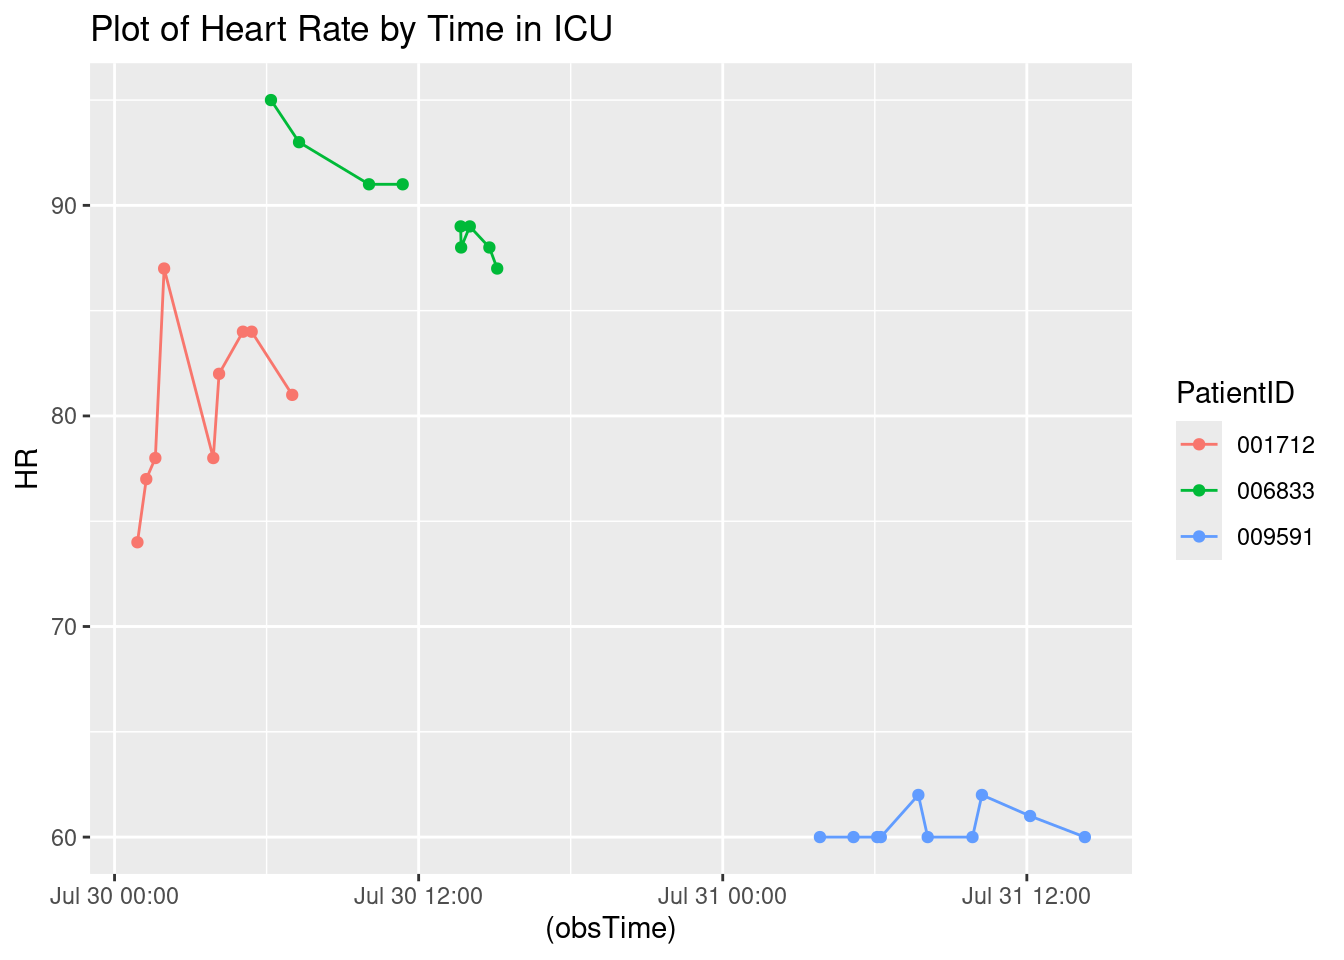 Plot of Heart Rate by Time in ICU
HR
90
80
70
60
Jul 30 00:00 Jul 30 12:00 Jul 31 00:00 Jul 31 12:00
(obsTime)
PatientID
001712
006833
009591